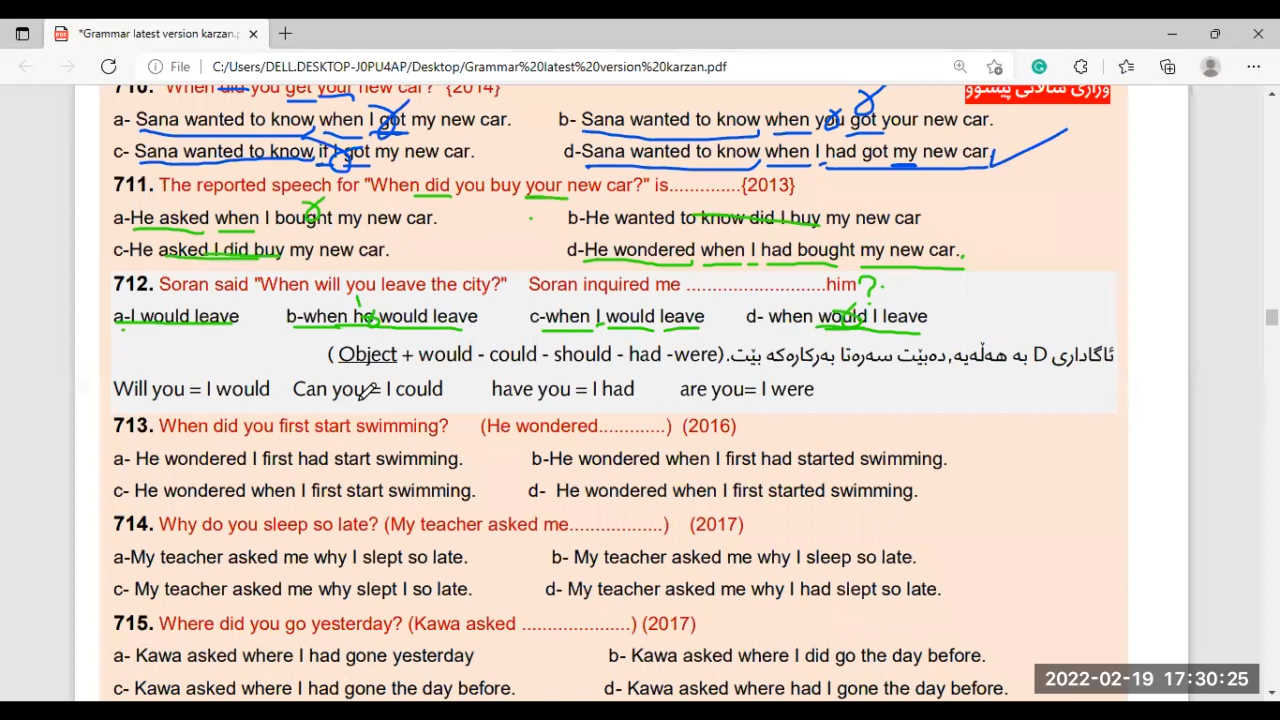 *Grammar latest version karzan.p
File
C:/Users/DELL.DESKTOP-J0PU4AP/Desktop/Grammar%20latest%20version%20karzan.pdf
710. When did you get your new car? {2014}
وزاری ساڵانی پێشوو
a- Sana wanted to know when I got my new car. b- Sana wanted to know when you got your new car.
c- Sana wanted to know if I got my new car. d-Sana wanted to know when I had got my new car
711. The reported speech for "When did you buy your new car?" is..............{2013}
a-He asked when I bought my new car. b-He wanted to know did I buy my new car
c-He asked I did buy my new car. d-He wondered when I had bought my new car.
712. Soran said "When will you leave the city?" Soran inquired me ..........................him ?
a-I would leave b-when he would leave c-when I would leave d- when would I leave
ئاگاداری D بە هەڵەیە,دەبێت سەرەتا بەرکارەکە بێت.(Object + would - could - should - had -were )
Will you = I would Can you = I could have you = I had are you= I were
713. When did you first start swimming? (He wondered.............) (2016)
a- He wondered I first had start swimming. b-He wondered when I first had started swimming.
c- He wondered when I first start swimming. d- He wondered when I first started swimming.
714. Why do you sleep so late? (My teacher asked me..................) (2017)
a-My teacher asked me why I slept so late. b- My teacher asked me why I sleep so late.
c- My teacher asked me why slept I so late. d- My teacher asked me why I had slept so late.
715. Where did you go yesterday? (Kawa asked .....................) (2017)
a- Kawa asked where I had gone yesterday b- Kawa asked where I did go the day before.
c- Kawa asked where I had gone the day before. d- Kawa asked where had I gone the day before.
2022-02-19 17:30:25